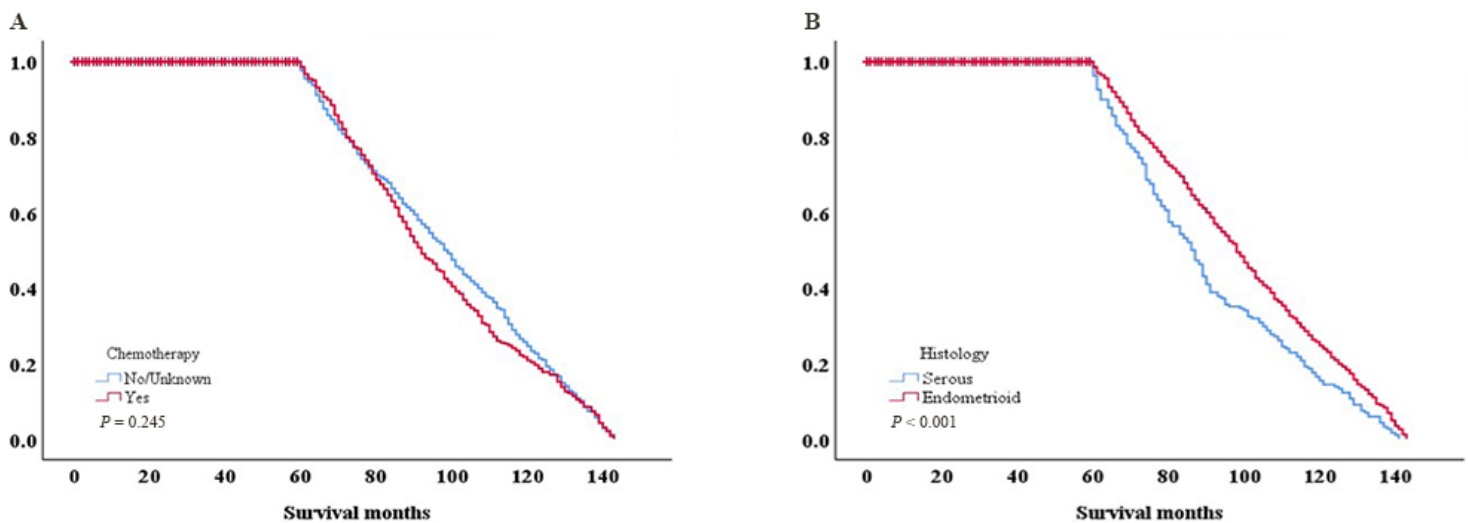 A
1.0
0.8
0.6
0.4
0.2
0.0
Chemotherapy
No/Unknown
Yes
P = 0.245
0 20 40 60 80 100 120 140
Survival months
B
1.0
0.8
0.6
0.4
0.2
0.0
Histology
Serous
Endometrioid
P < 0.001
0 20 40 60 80 100 120 140
Survival months